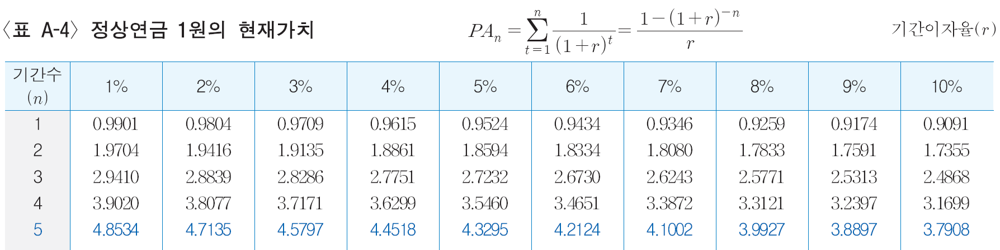 〈표 A-4〉 정상연금 1원의 현재가치 PAₙ = ∑ₜ₌₁ⁿ 1/(1+r)ᵗ = 1-(1+r)⁻ⁿ/r 기간이자율(r)
기간수(n) 1% 2% 3% 4% 5% 6% 7% 8% 9% 10%
1 0.9901 0.9804 0.9709 0.9615 0.9524 0.9434 0.9346 0.9259 0.9174 0.9091
2 1.9704 1.9416 1.9135 1.8861 1.8594 1.8334 1.8080 1.7833 1.7591 1.7355
3 2.9410 2.8839 2.8286 2.7751 2.7232 2.6730 2.6243 2.5771 2.5313 2.4868
4 3.9020 3.8077 3.7171 3.6299 3.5460 3.4651 3.3872 3.3121 3.2397 3.1699
5 4.8534 4.7135 4.5797 4.4518 4.3295 4.2124 4.1002 3.9927 3.8897 3.7908